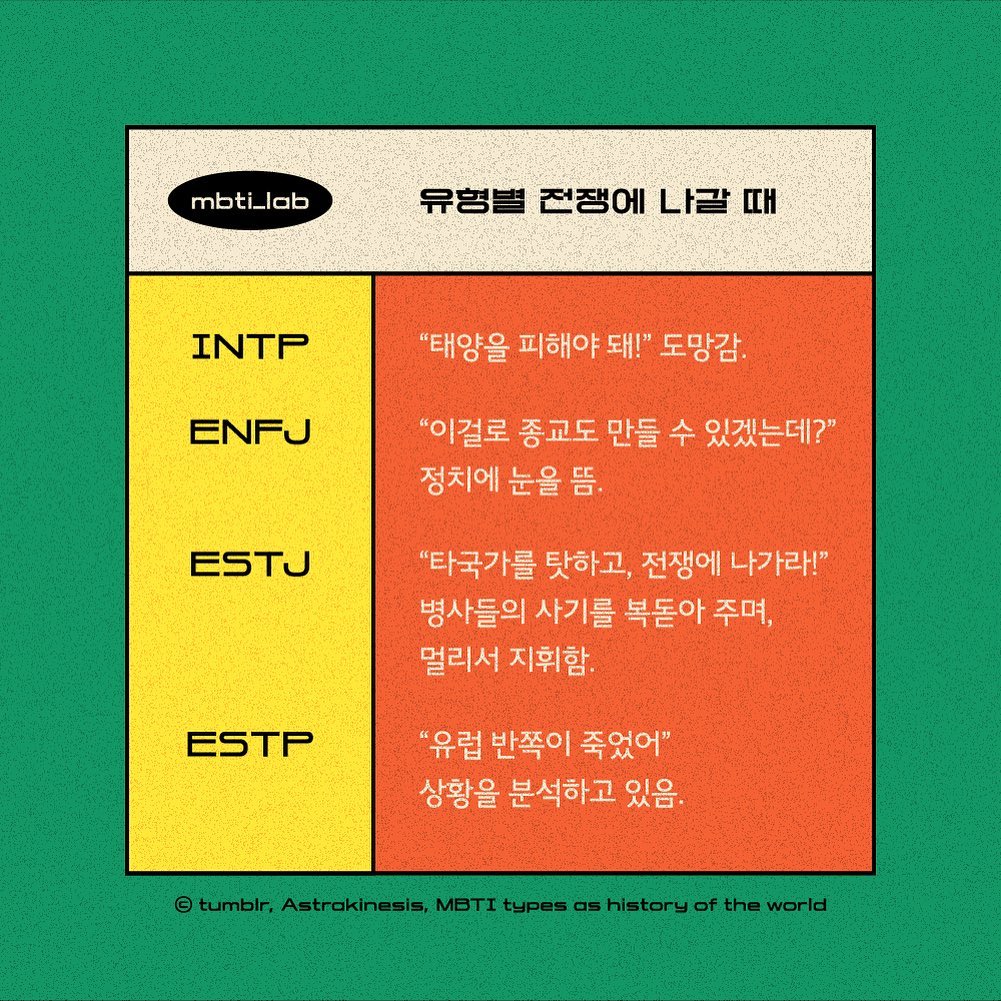 mbti_lab
유형별 전쟁에 나갈 때
INTP
“태양을 피해야 돼!” 도망감.
ENFJ
“이걸로 종교도 만들 수 있겠는데?”
정치에 눈을 뜸.
ESTJ
“타국가를 탓하고, 전쟁에 나가라!”
병사들의 사기를 복돋아 주며,
멀리서 지휘함.
ESTP
“유럽 반쪽이 죽었어”
상황을 분석하고 있음.
© tumblr, Astrakinesis, MBTI types as history of the world